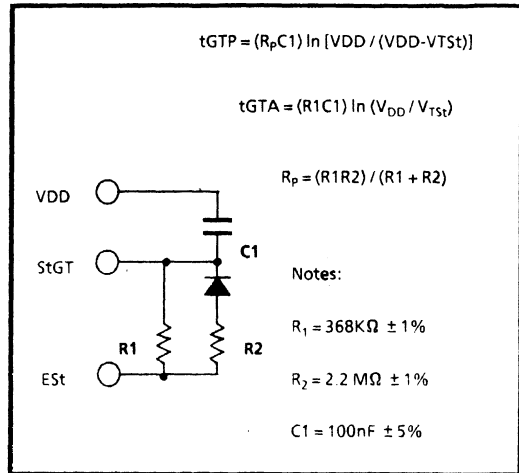 tGTP = (RpC1) ln [VDD / (VDD-VTSt)]
tGTA = (R1C1) ln (VDD / VTSt)
RP = (R1R2) / (R1 + R2)
VDD
C1
StGT
Notes:
R1 = 368KΩ ± 1%
R1
R2
ESt
R2 = 2.2 MΩ ± 1%
C1 = 100nF ± 5%